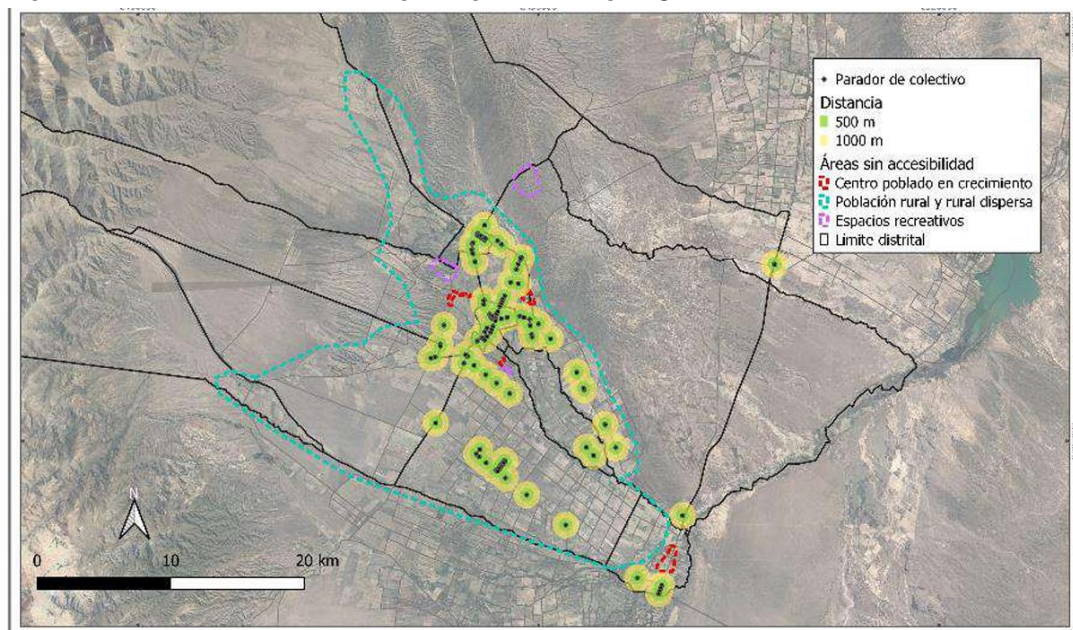 Parador de colectivo
Distancia
500 m
1000 m
Áreas sin accesibilidad
Centro poblado en crecimiento
Población rural y rural dispersa
Espacios recreativos
Limite distrital
N
0 10 20 km